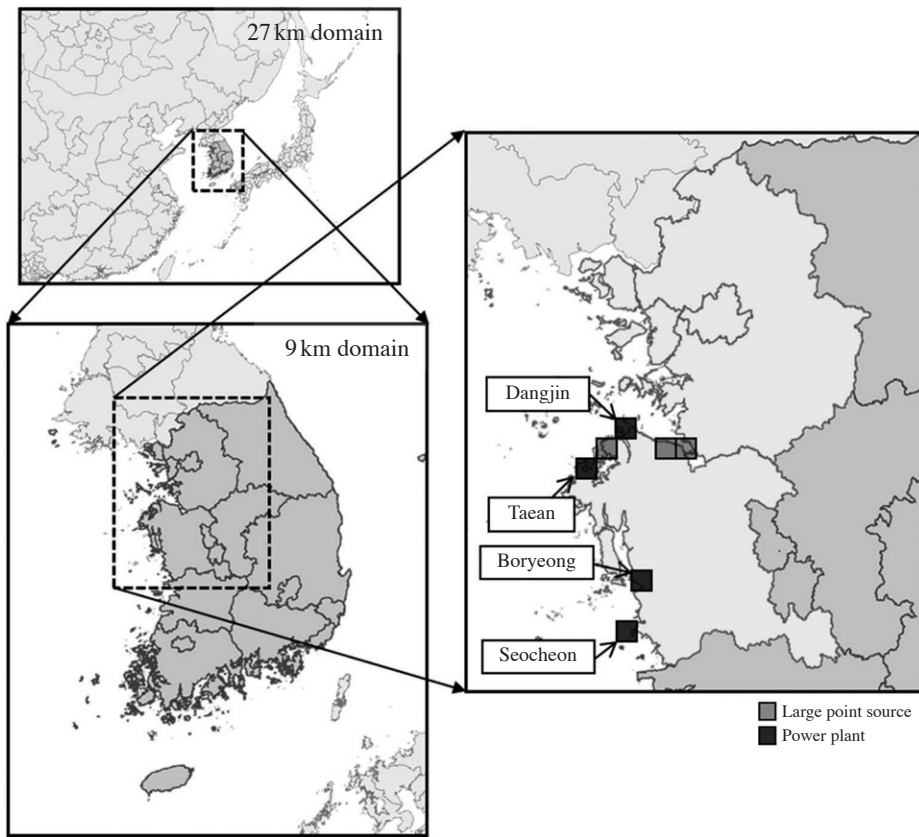 27 km domain
9 km domain
Dangjin
Taean
Boryeong
Seocheon
Large point source
Power plant